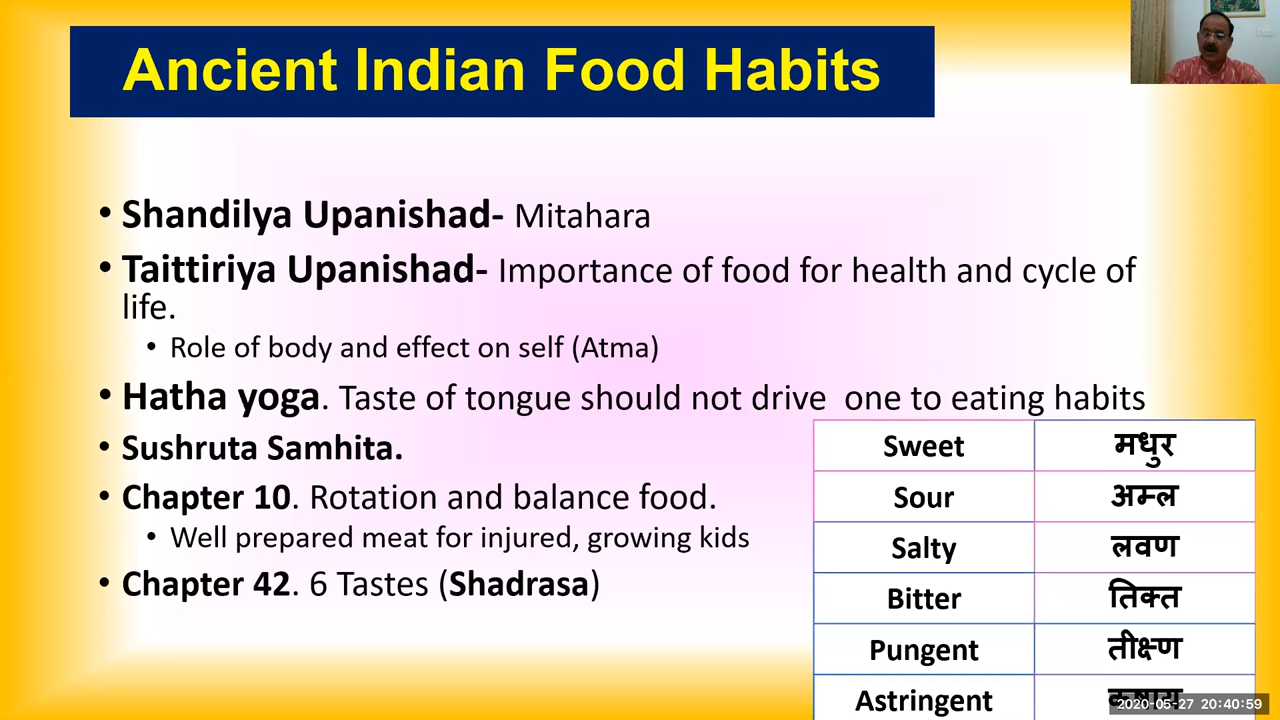 Ancient Indian Food Habits
• Shandilya Upanishad- Mitahara
• Taittiriya Upanishad- Importance of food for health and cycle of
life.
• Role of body and effect on self (Atma)
• Hatha yoga. Taste of tongue should not drive  one to eating habits
• Sushruta Samhita.
• Chapter 10. Rotation and balance food.
• Well prepared meat for injured, growing kids
• Chapter 42. 6 Tastes (Shadrasa)
Sweet मधुर
Sour अम्ल
Salty लवण
Bitter तिक्त
Pungent तीक्ष्ण
Astringent
2020-05-27 20:40:59